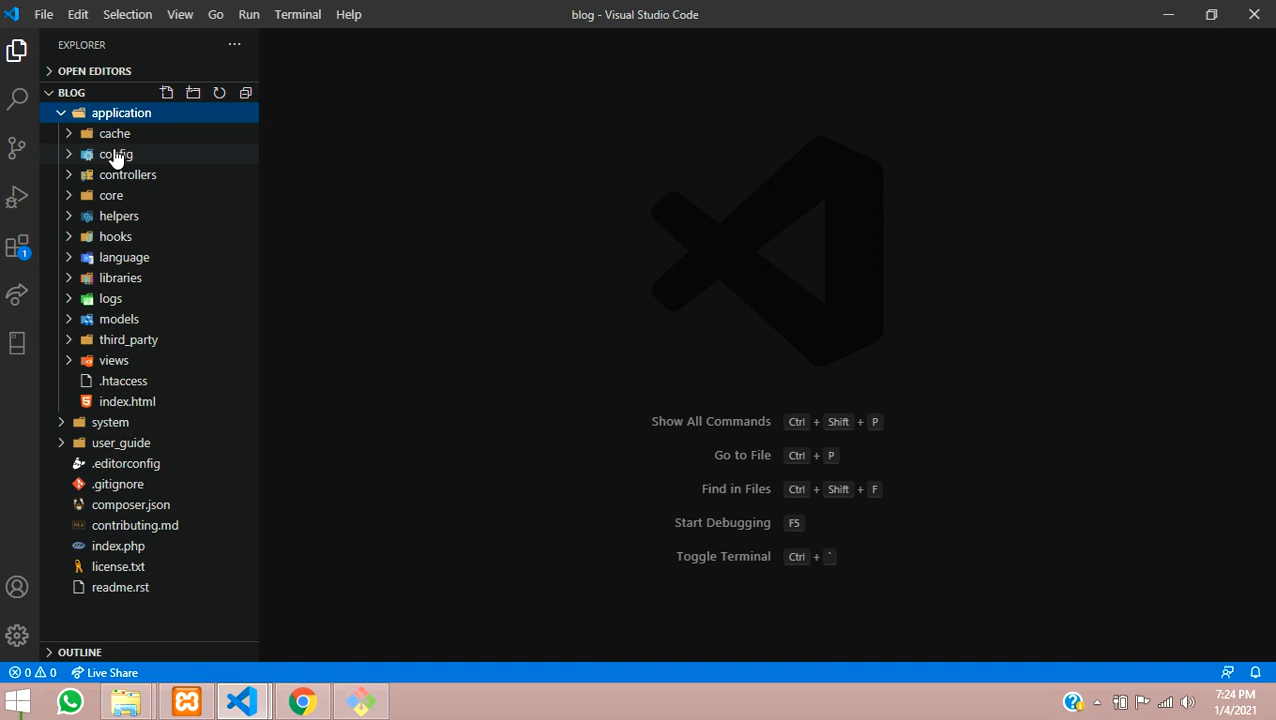 File Edit Selection View Go Run Terminal Help
blog - Visual Studio Code
EXPLORER
OPEN EDITORS
BLOG
application
cache
config
controllers
core
helpers
hooks
language
libraries
logs
models
third_party
views
.htaccess
index.html
system
user_guide
.editorconfig
.gitignore
composer.json
contributing.md
index.php
license.txt
readme.rst
OUTLINE
1
Show All Commands Ctrl + Shift + P
Go to File Ctrl + P
Find in Files Ctrl + Shift + F
Start Debugging F5
Toggle Terminal Ctrl + `
0 0 Live Share
7:24 PM
1/4/2021